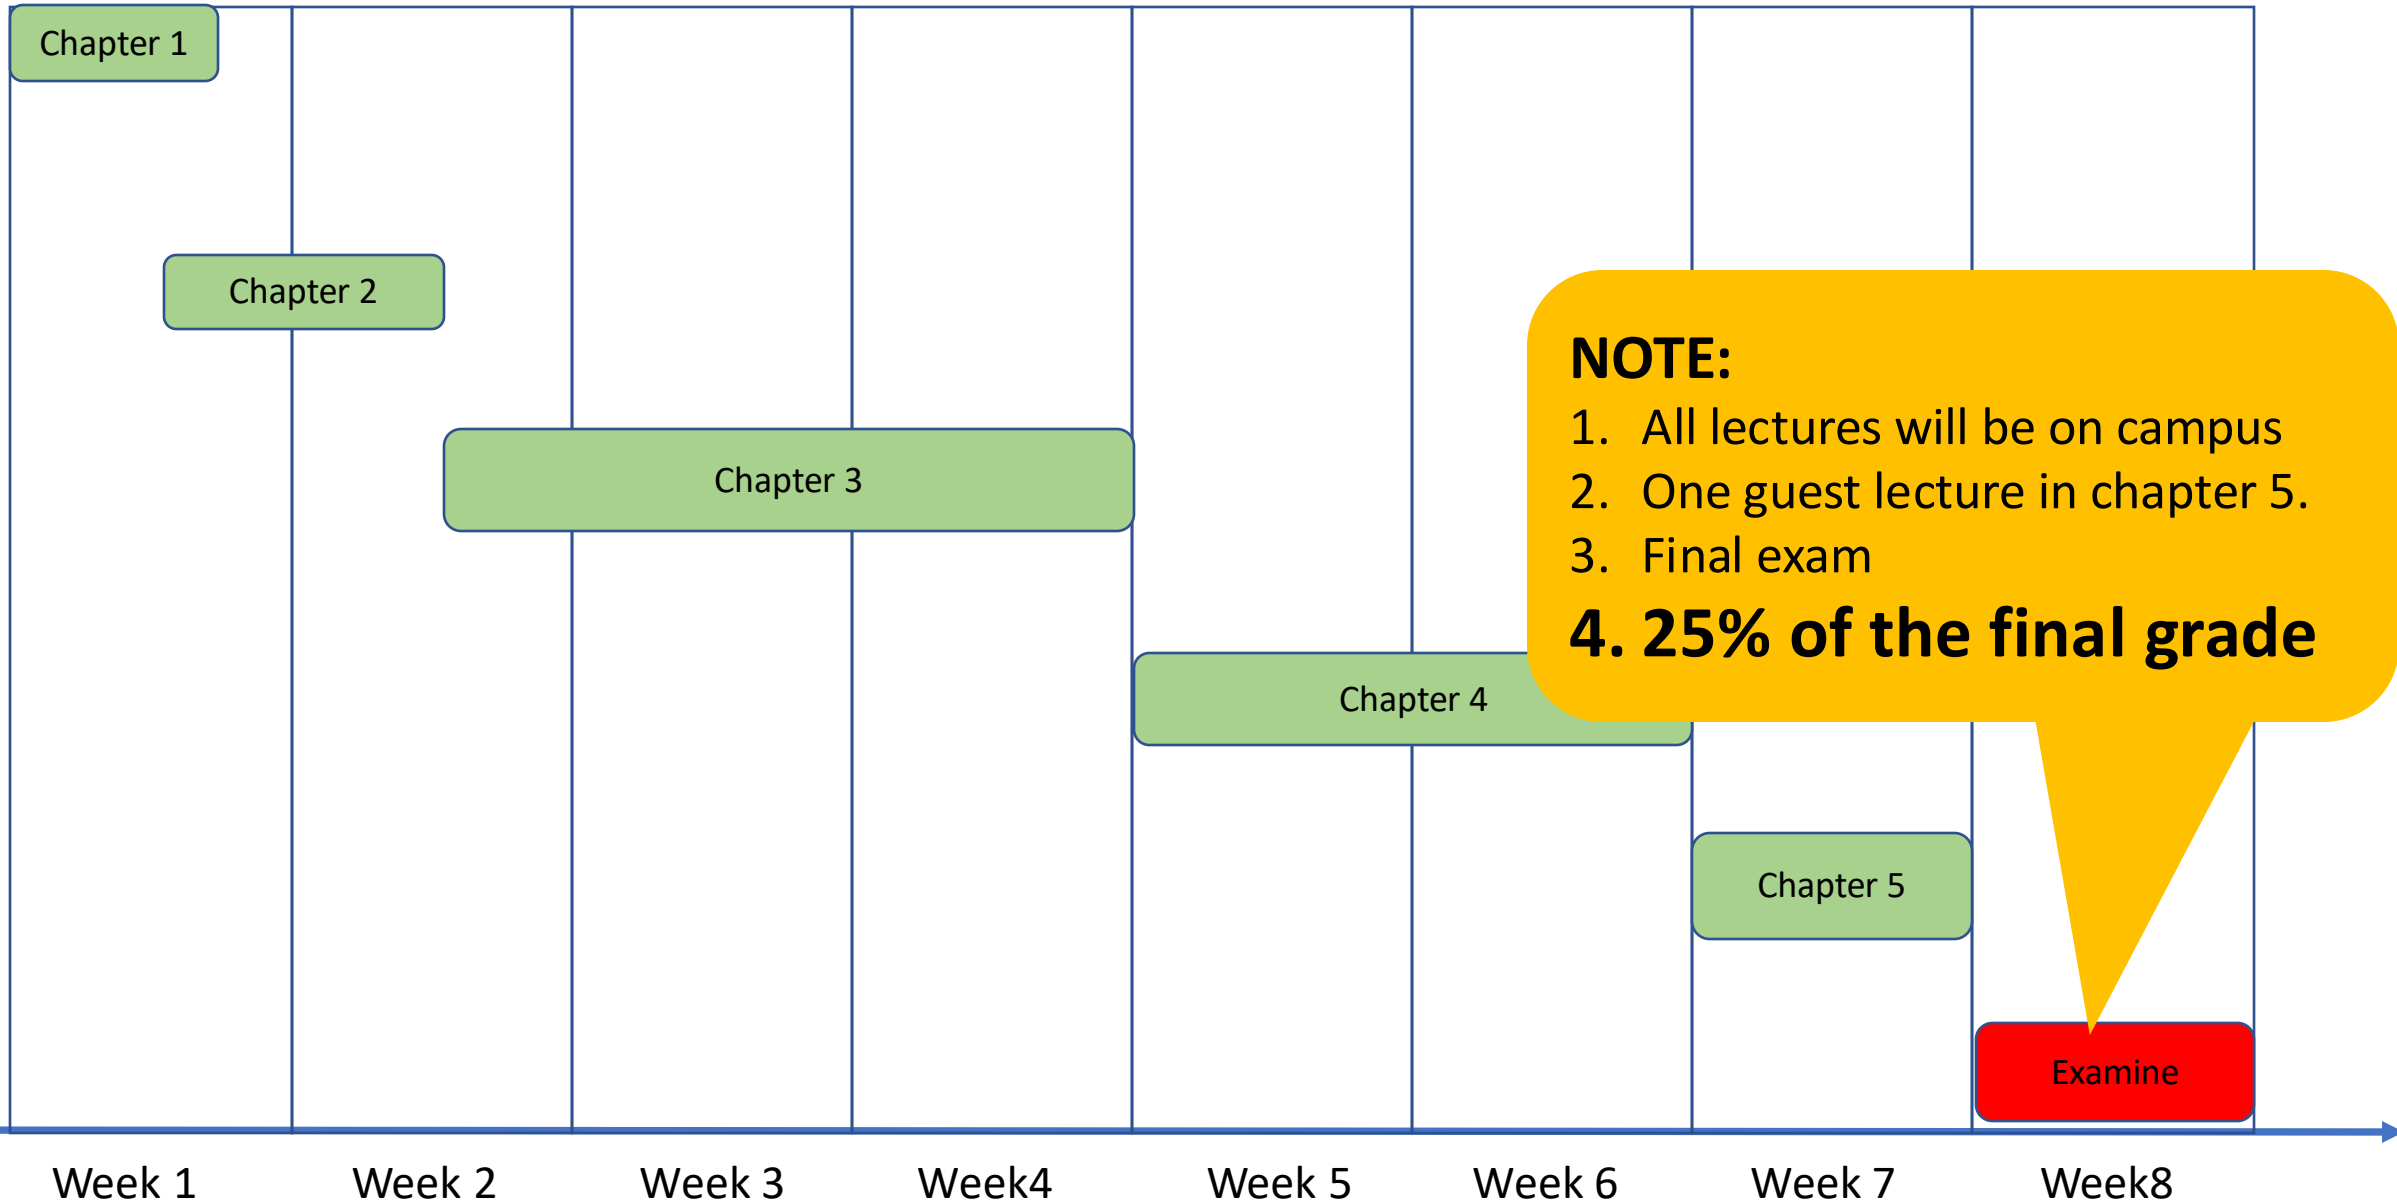 Chapter 1
Chapter 2
Chapter 3
Chapter 4
Chapter 5
Examine
NOTE:
1. All lectures will be on campus
2. One guest lecture in chapter 5.
3. Final exam
4. 25% of the final grade
Week 1
Week 2
Week 3
Week4
Week 5
Week 6
Week 7
Week8